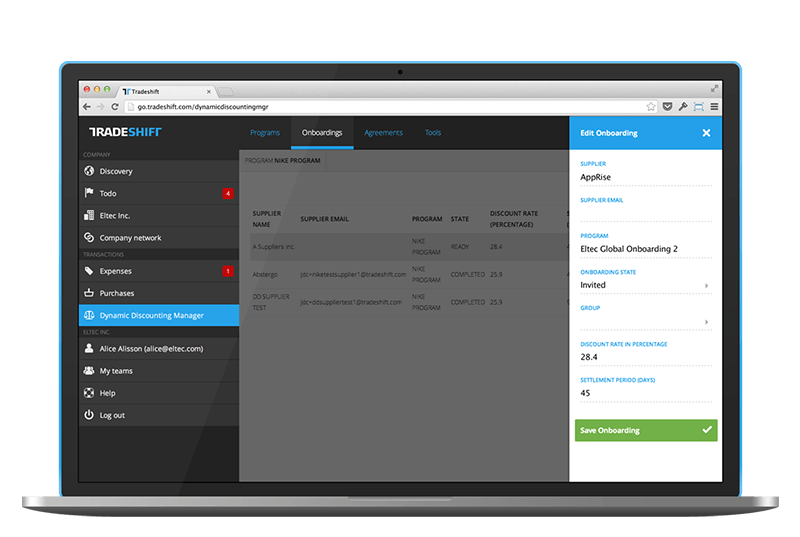 Tradeshift
go.tradeshift.com/dynamicdiscountingmgr
TRADESHIFT
Programs
Onboardings
Agreements
Tools
COMPANY
Discovery
Todo 4
Eltec Inc.
Company network
TRANSACTIONS
Expenses 1
Purchases
Dynamic Discounting Manager
ELTEC INC.
Alice Alisson (alice@eltec.com)
My teams
Help
Log out
PROGRAM NIKE PROGRAM
SUPPLIER NAME SUPPLIER EMAIL PROGRAM STATE DISCOUNT RATE (PERCENTAGE) S
A Suppliers Inc. NIKE PROGRAM READY 28.4
Abstergo jdc+niketestsupplier1@tradeshift.com NIKE PROGRAM COMPLETED 25.9
DD SUPPLIER TEST jdc+ddsuppliertest1@tradeshift.com NIKE PROGRAM COMPLETED 25.9
Edit Onboarding
SUPPLIER
AppRise
SUPPLIER EMAIL
PROGRAM
Eltec Global Onboarding 2
ONBOARDING STATE
Invited
GROUP
DISCOUNT RATE IN PERCENTAGE
28.4
SETTLEMENT PERIOD (DAYS)
45
Save Onboarding